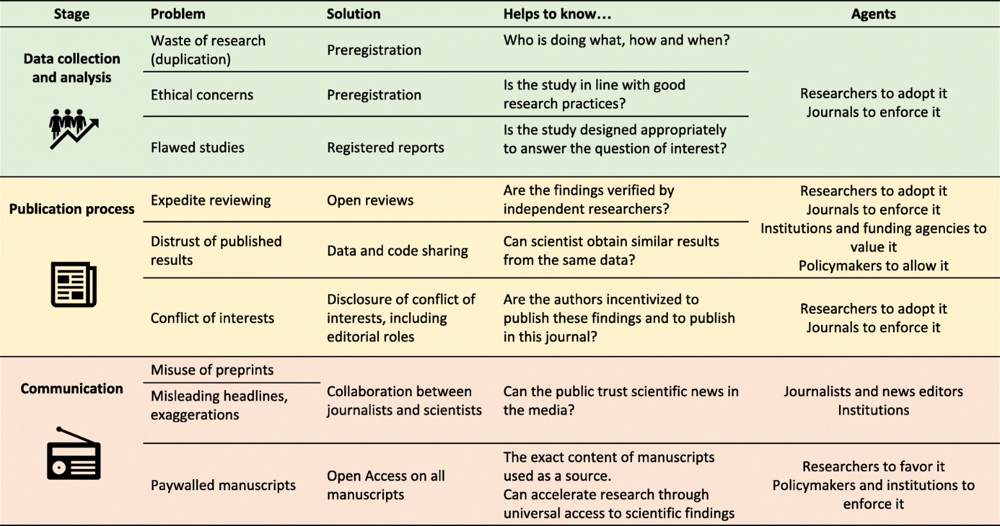 Stage Problem Solution Helps to know… Agents
Data collection
and analysis
Waste of research
(duplication)
Preregistration
Who is doing what, how and when?
Ethical concerns
Preregistration
Is the study in line with good
research practices?
Flawed studies
Registered reports
Is the study designed appropriately
to answer the question of interest?
Researchers to adopt it
Journals to enforce it
Publication process
Expedite reviewing
Open reviews
Are the findings verified by
independent researchers?
Distrust of published
results
Data and code sharing
Can scientist obtain similar results
from the same data?
Researchers to adopt it
Journals to enforce it
Institutions and funding agencies to
value it
Policymakers to allow it
Conflict of interests
Disclosure of conflict of
interests, including
editorial roles
Are the authors incentivized to
publish these findings and to publish
in this journal?
Researchers to adopt it
Journals to enforce it
Communication
Misuse of preprints
Misleading headlines,
exaggerations
Collaboration between
journalists and scientists
Can the public trust scientific news in
the media?
Journalists and news editors
Institutions
Paywalled manuscripts
Open Access on all
manuscripts
The exact content of manuscripts
used as a source.
Can accelerate research through
universal access to scientific findings
Researchers to favor it
Policymakers and institutions to
enforce it